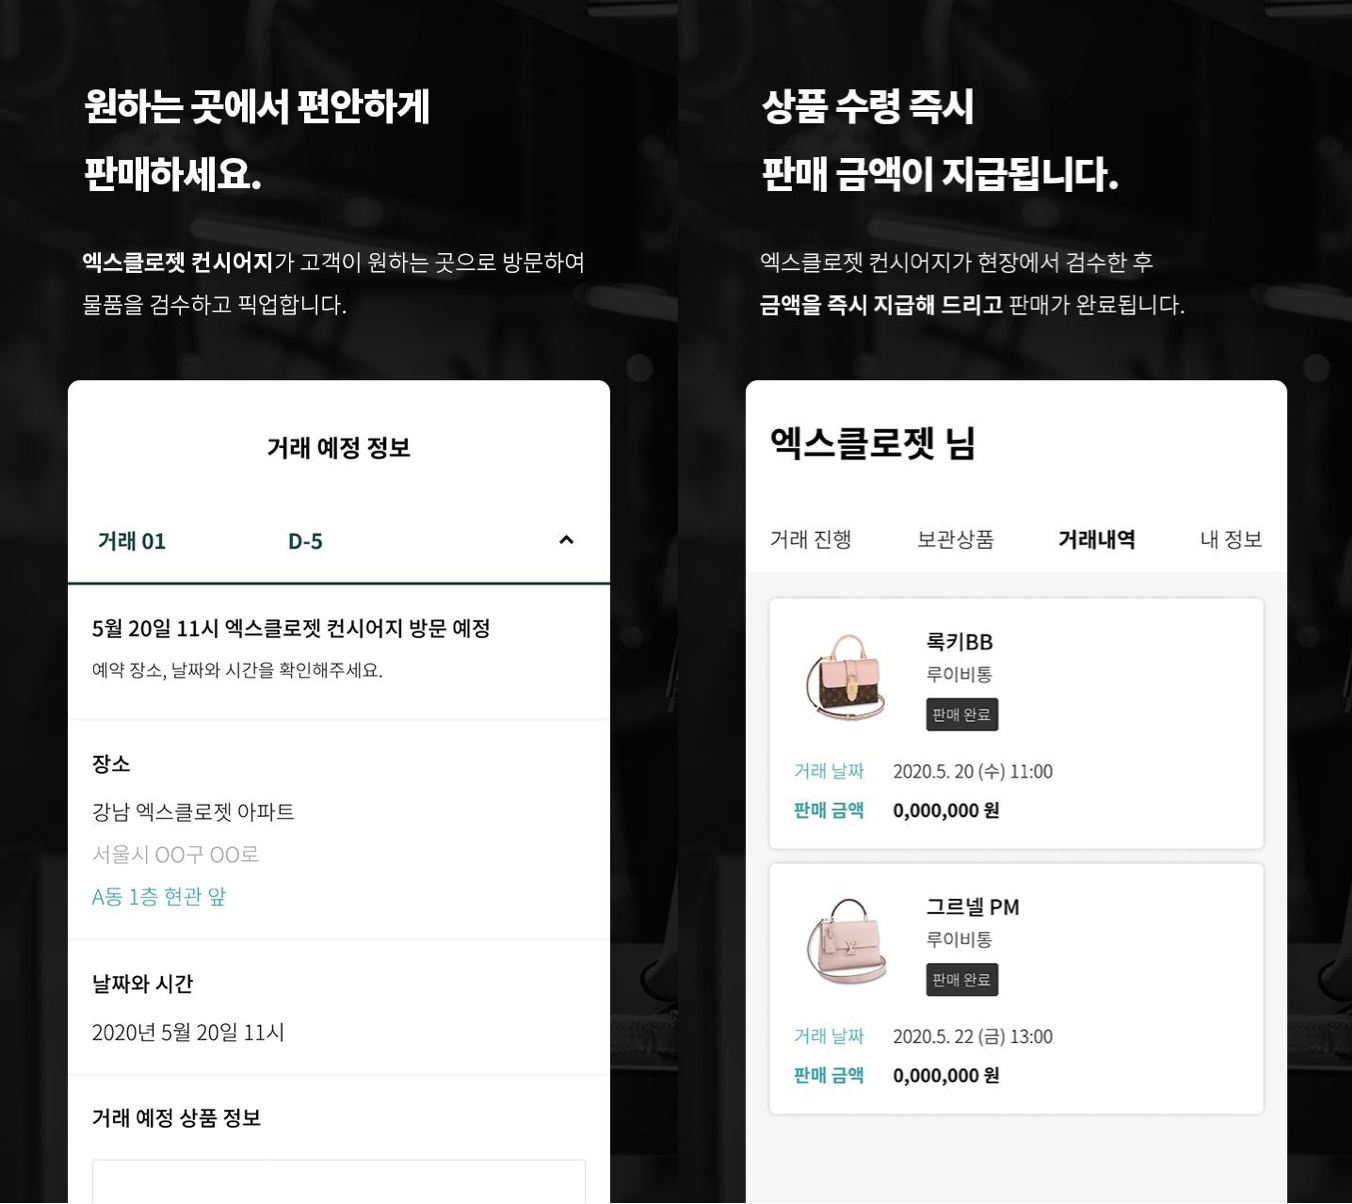 원하는 곳에서 편안하게
판매하세요.
엑스클로젯 컨시어지가 고객이 원하는 곳으로 방문하여
물품을 검수하고 픽업합니다.
거래 예정 정보
거래 01 D-5
5월 20일 11시 엑스클로젯 컨시어지 방문 예정
예약 장소, 날짜와 시간을 확인해주세요.
장소
강남 엑스클로젯 아파트
서울시 OO구 OO로
A동 1층 현관 앞
날짜와 시간
2020년 5월 20일 11시
거래 예정 상품 정보
상품 수령 즉시
판매 금액이 지급됩니다.
엑스클로젯 컨시어지가 현장에서 검수한 후
금액을 즉시 지급해 드리고 판매가 완료됩니다.
엑스클로젯 님
거래 진행 보관상품 거래내역 내 정보
록키BB
루이비통
판매 완료
거래 날짜 2020.5. 20 (수) 11:00
판매 금액 0,000,000 원
그르넬 PM
루이비통
판매 완료
거래 날짜 2020.5. 22 (금) 13:00
판매 금액 0,000,000 원